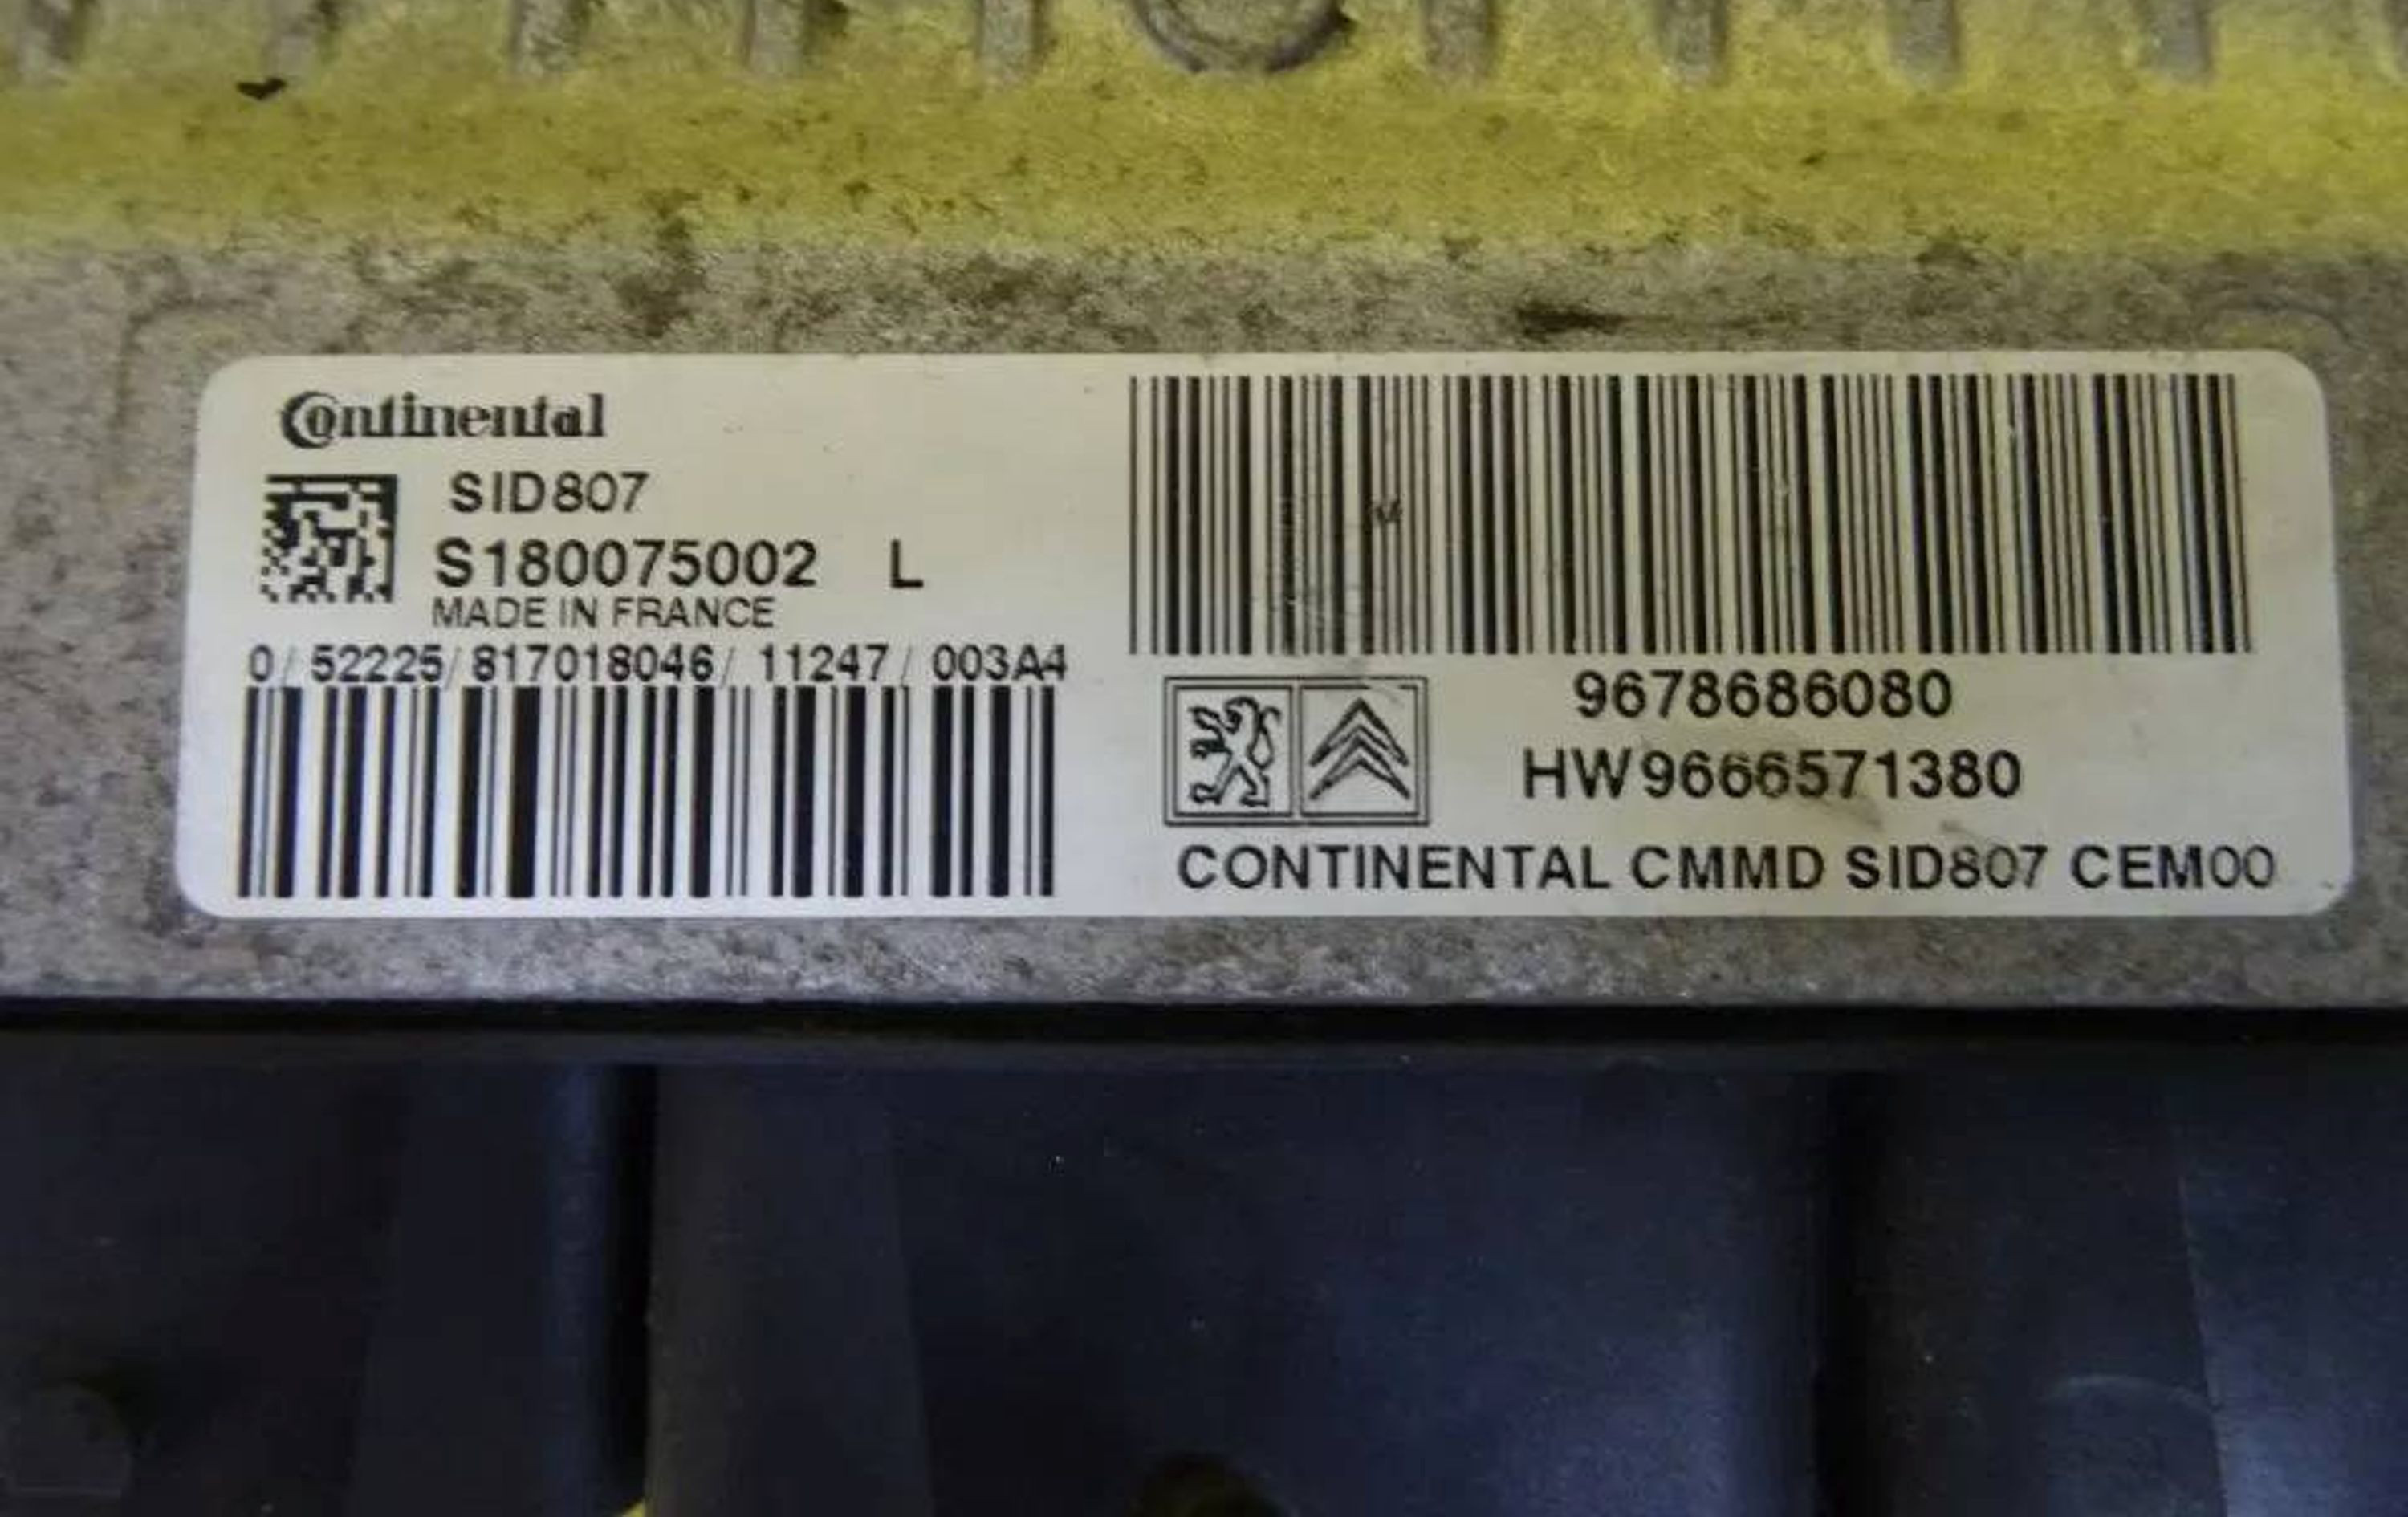 Continental
SID807
S180075002 L
MADE IN FRANCE
0/ 52225/ 817018046/ 11247/ 003A4
9678686080
HW9666571380
CONTINENTAL CMMD SID807 CEM00